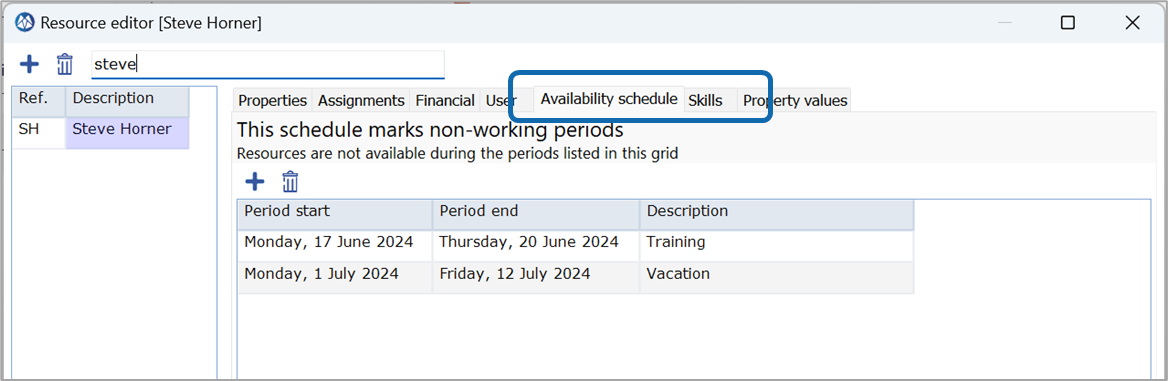 Resource editor [Steve Horner]
steve
Ref. Description
SH Steve Horner
Properties Assignments Financial User Availability schedule Skills Property values
This schedule marks non-working periods
Resources are not available during the periods listed in this grid
Period start Period end Description
Monday, 17 June 2024 Thursday, 20 June 2024 Training
Monday, 1 July 2024 Friday, 12 July 2024 Vacation